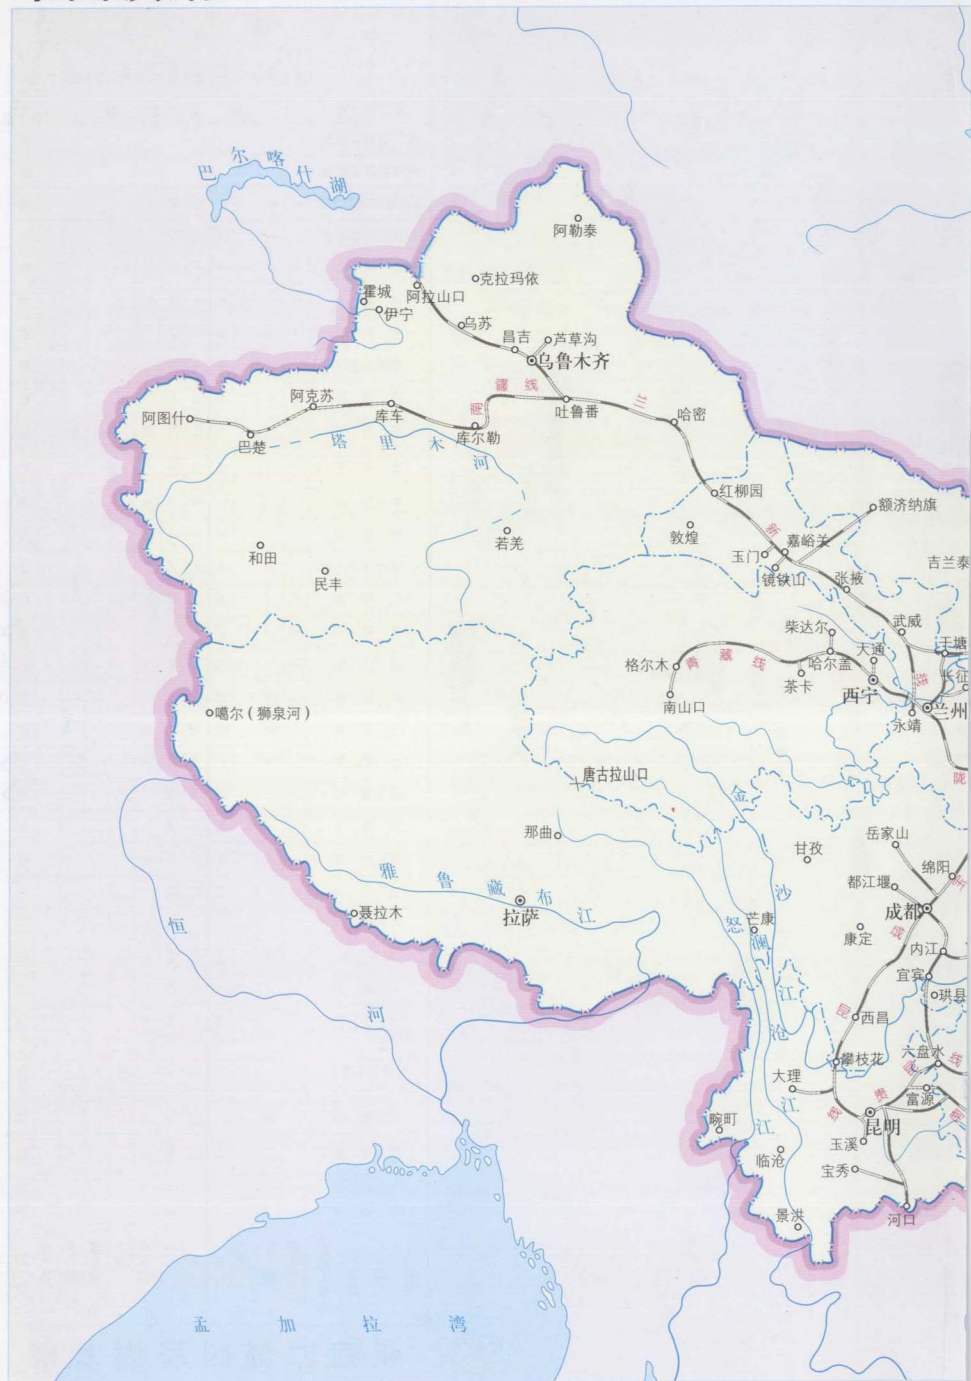 巴尔喀什湖
阿勒泰
克拉玛依
霍城
阿拉山口
伊宁
乌苏
昌吉
芦草沟
乌鲁木齐
南疆线
阿克苏
库车
吐鲁番
兰
哈密
阿图什
巴楚
库尔勒
塔里木河
红柳园
额济纳旗
若羌
敦煌
新
嘉峪关
玉门
和田
民丰
镜铁山
张掖
吉兰泰
柴达尔
武威
干塘
格尔木
青藏线
哈尔盖
大通
线
长征
茶卡
西宁
南山口
永靖
兰州
噶尔(狮泉河)
唐古拉山口
陇
金沙江
那曲
甘孜
岳家山
绵阳
宝
都江堰
雅鲁藏布江
拉萨
聂拉木
怒江
芒康
澜沧江
成都
成
康定
内江
宜宾
珙县
恒河
昆
西昌
攀枝花
六盘水
线
昆
贵
大理
富源
线
昆明
畹町
玉溪
临沧
宝秀
景洪
河口
孟加拉湾